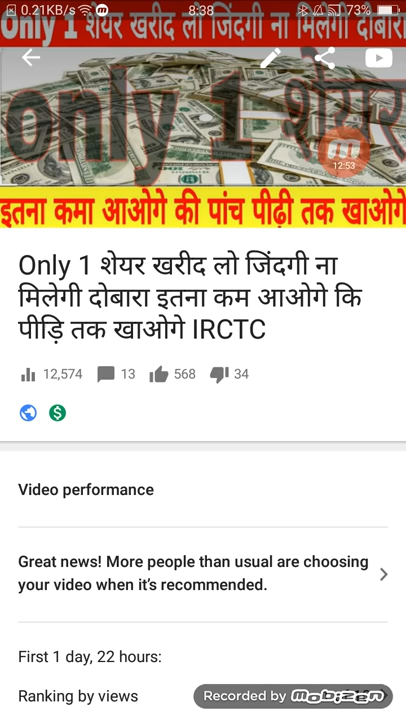 0.21KB/s 8:38 73%
Only 1 शेयर खरीद लो जिंदगी ना मिलेगी दोबारा
only 1 शेयर
12:53
इतना कमा आओगे की पांच पीढ़ी तक खाओगे
Only 1 शेयर खरीद लो जिंदगी ना
मिलेगी दोबारा इतना कम आओगे कि
पीड़ि तक खाओगे IRCTC
12,574 13 568 34
Video performance
Great news! More people than usual are choosing
your video when it's recommended.
First 1 day, 22 hours:
Ranking by views
Recorded by mobizen